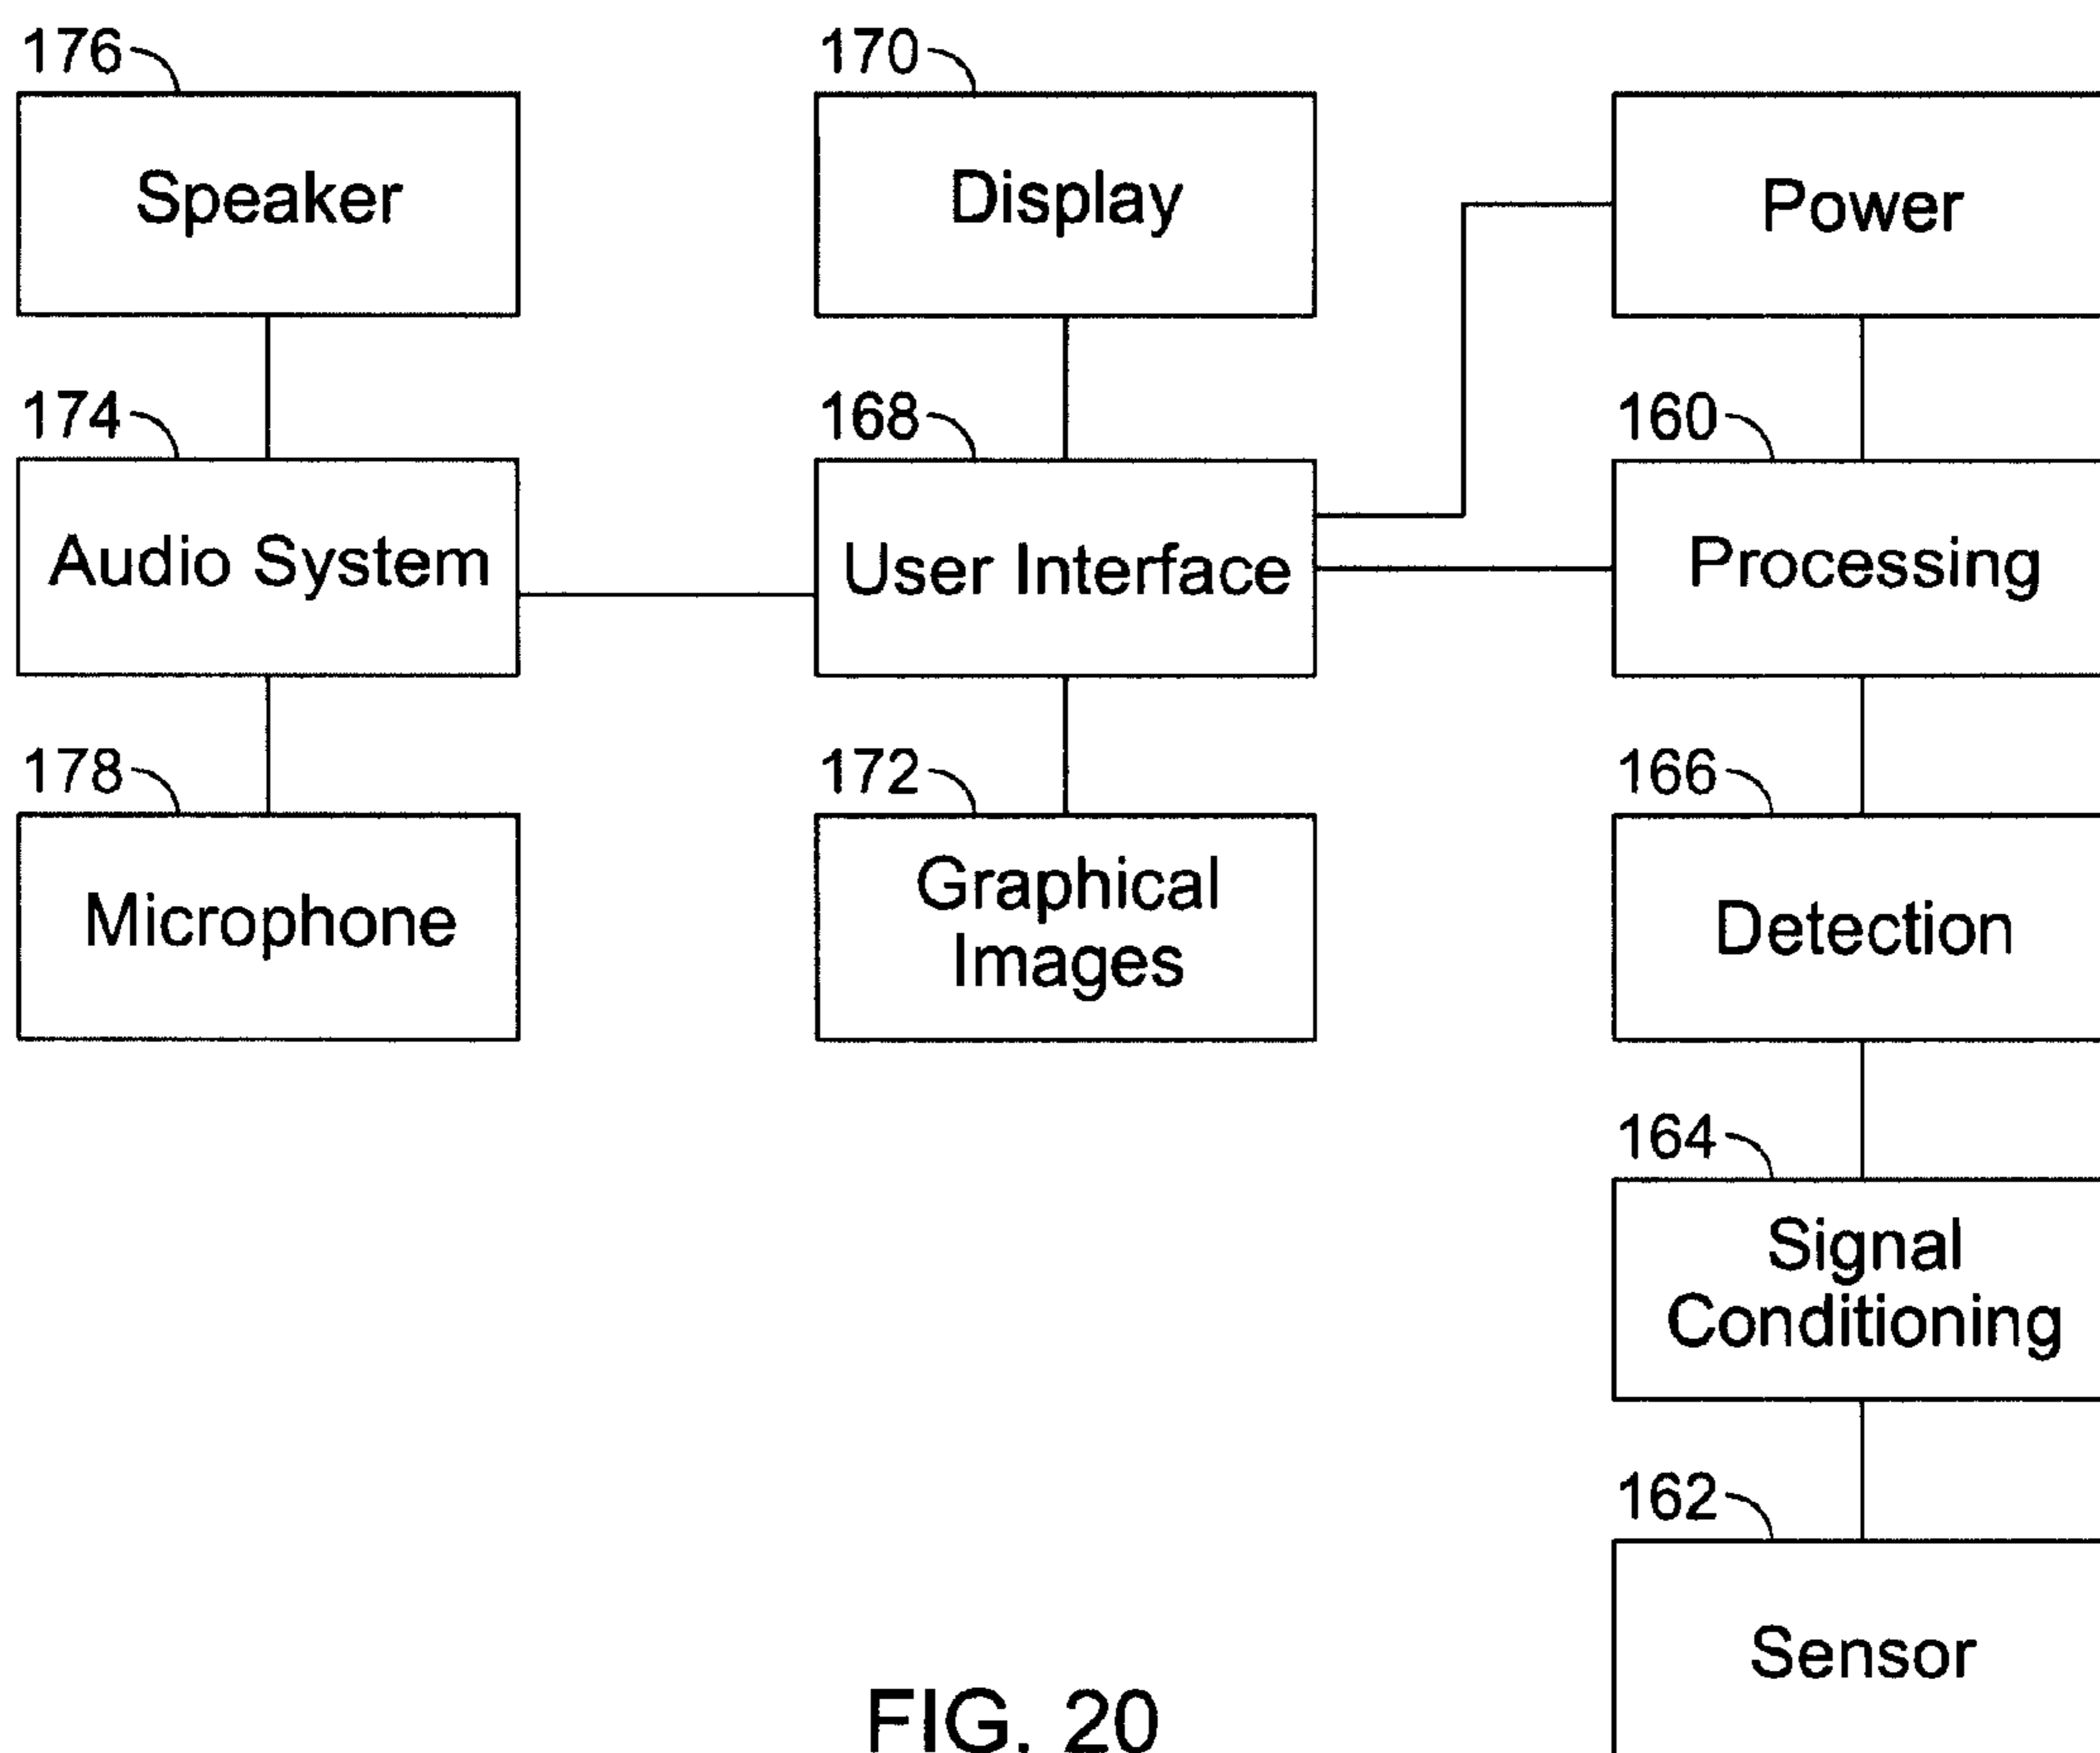 176
170
Speaker
Display
Power
174
168
160
Audio System
User Interface
Processing
178
172
166
Microphone
Graphical
Images
Detection
164
Signal
Conditioning
162
Sensor
FIG. 20